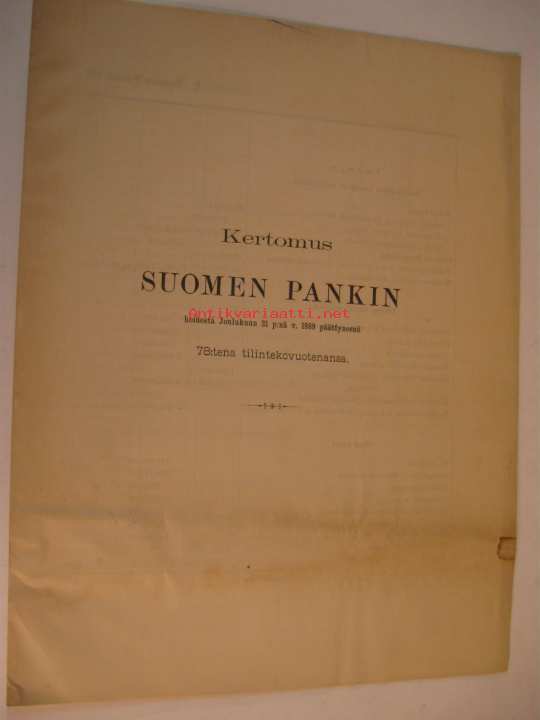 Kertomus
SUOMEN PANKIN
Antikvariaatti.net
hoidosta Joulukuun 31 p:nä v. 1889 päättyneenä
78:tena tilintekovuotenansa.